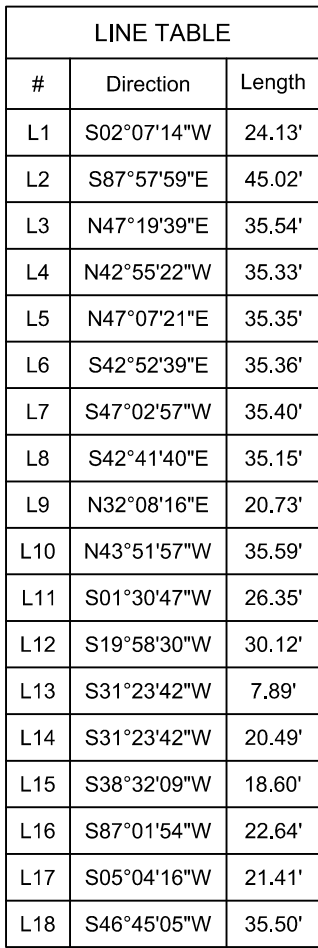 LINE TABLE
# Direction Length
L1 S02°07'14"W 24.13'
L2 S87°57'59"E 45.02'
L3 N47°19'39"E 35.54'
L4 N42°55'22"W 35.33'
L5 N47°07'21"E 35.35'
L6 S42°52'39"E 35.36'
L7 S47°02'57"W 35.40'
L8 S42°41'40"E 35.15'
L9 N32°08'16"E 20.73'
L10 N43°51'57"W 35.59'
L11 S01°30'47"W 26.35'
L12 S19°58'30"W 30.12'
L13 S31°23'42"W 7.89'
L14 S31°23'42"W 20.49'
L15 S38°32'09"W 18.60'
L16 S87°01'54"W 22.64'
L17 S05°04'16"W 21.41'
L18 S46°45'05"W 35.50'